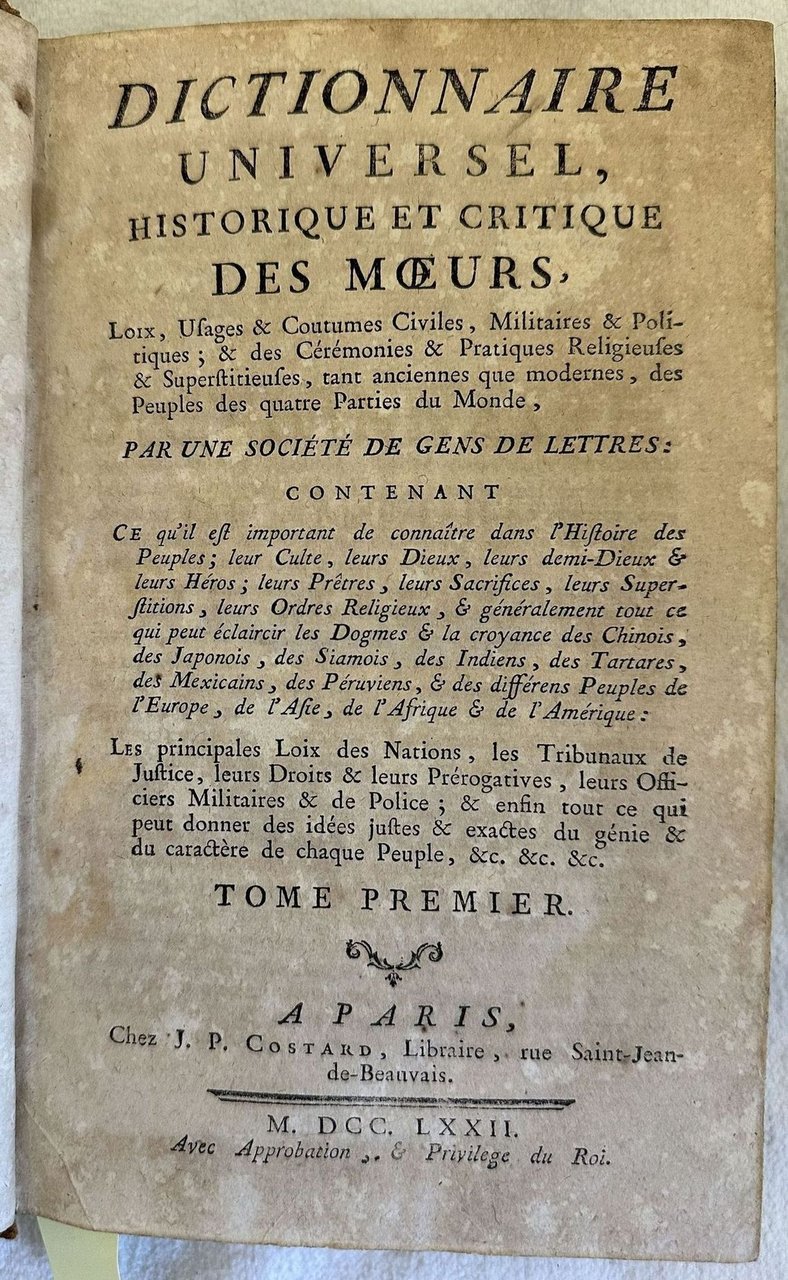 DICTIONNAIRE
UNIVERSEL,
HISTORIQUE ET CRITIQUE
DES MŒURS,
LOIX, Uſages & Coutumes Civiles, Militaires & Poli-
tiques ; & des Cérémonies & Pratiques Religieuſes
& Superſtitieuſes, tant anciennes que modernes, des
Peuples des quatre Parties du Monde,
PAR UNE SOCIÉTÉ DE GENS DE LETTRES :
CONTENANT
CE qu'il eſt important de connaître dans l'Hiſtoire des
Peuples ; leur Culte, leurs Dieux, leurs demi-Dieux &
leurs Héros ; leurs Prêtres, leurs Sacrifices, leurs Super-
ſtitions, leurs Ordres Religieux, & généralement tout ce
qui peut éclaircir les Dogmes & la croyance des Chinois,
des Japonois, des Siamois, des Indiens, des Tartares,
des Mexicains, des Péruviens, & des différens Peuples de
l'Europe, de l'Aſie, de l'Afrique & de l'Amérique :
LES principales Loix des Nations, les Tribunaux de
Juſtice, leurs Droits & leurs Prérogatives, leurs Offi-
ciers Militaires & de Police ; & enfin tout ce qui
peut donner des idées juſtes & exactes du génie &
du caractère de chaque Peuple, &c. &c. &c.
TOME PREMIER.
A PARIS,
Chez J. P. COSTARD, Libraire, rue Saint-Jean-
de-Beauvais.
M. DCC. LXXII.
Avec Approbation, & Privilege du Roi.